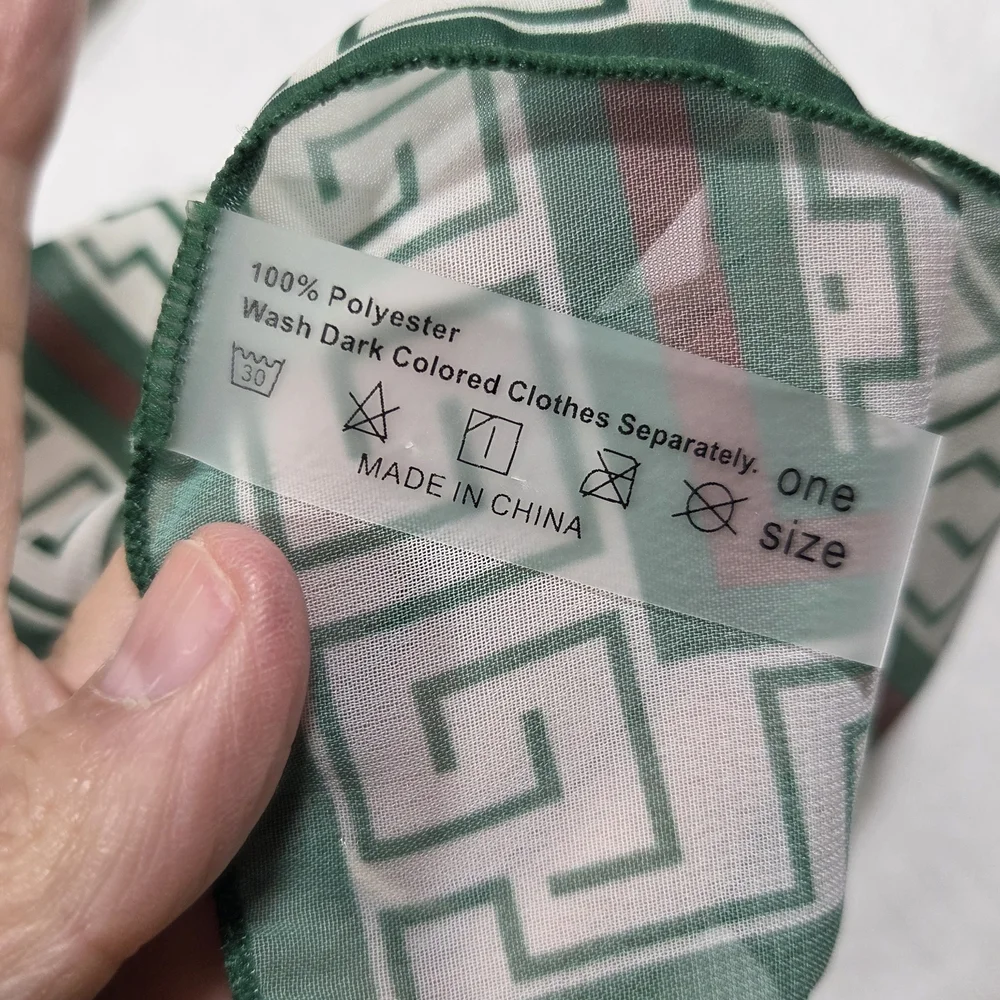 100% Polyester
Wash Dark Colored Clothes Separately.
30
MADE IN CHINA
one
size